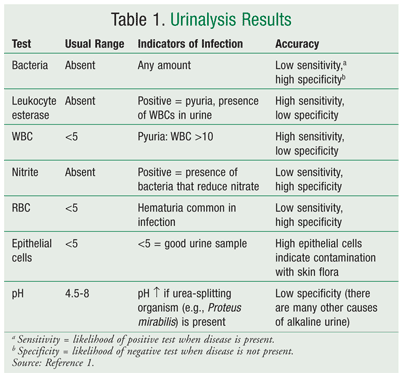 Table 1. Urinalysis Results
Test Usual Range Indicators of Infection Accuracy
Bacteria Absent Any amount Low sensitivity,ᵃ
high specificityᵇ
Leukocyte Absent Positive = pyuria, presence High sensitivity,
esterase of WBCs in urine low specificity
WBC <5 Pyuria: WBC >10 High sensitivity,
low specificity
Nitrite Absent Positive = presence of Low sensitivity,
bacteria that reduce nitrate high specificity
RBC <5 Hematuria common in Low sensitivity,
infection high specificity
Epithelial <5 <5 = good urine sample High epithelial cells
cells indicate contamination
with skin flora
pH 4.5-8 pH ↑ if urea-splitting Low specificity (there
organism (e.g., Proteus are many other causes
mirabilis) is present of alkaline urine)
ᵃ Sensitivity = likelihood of positive test when disease is present.
ᵇ Specificity = likelihood of negative test when disease is not present.
Source: Reference 1.